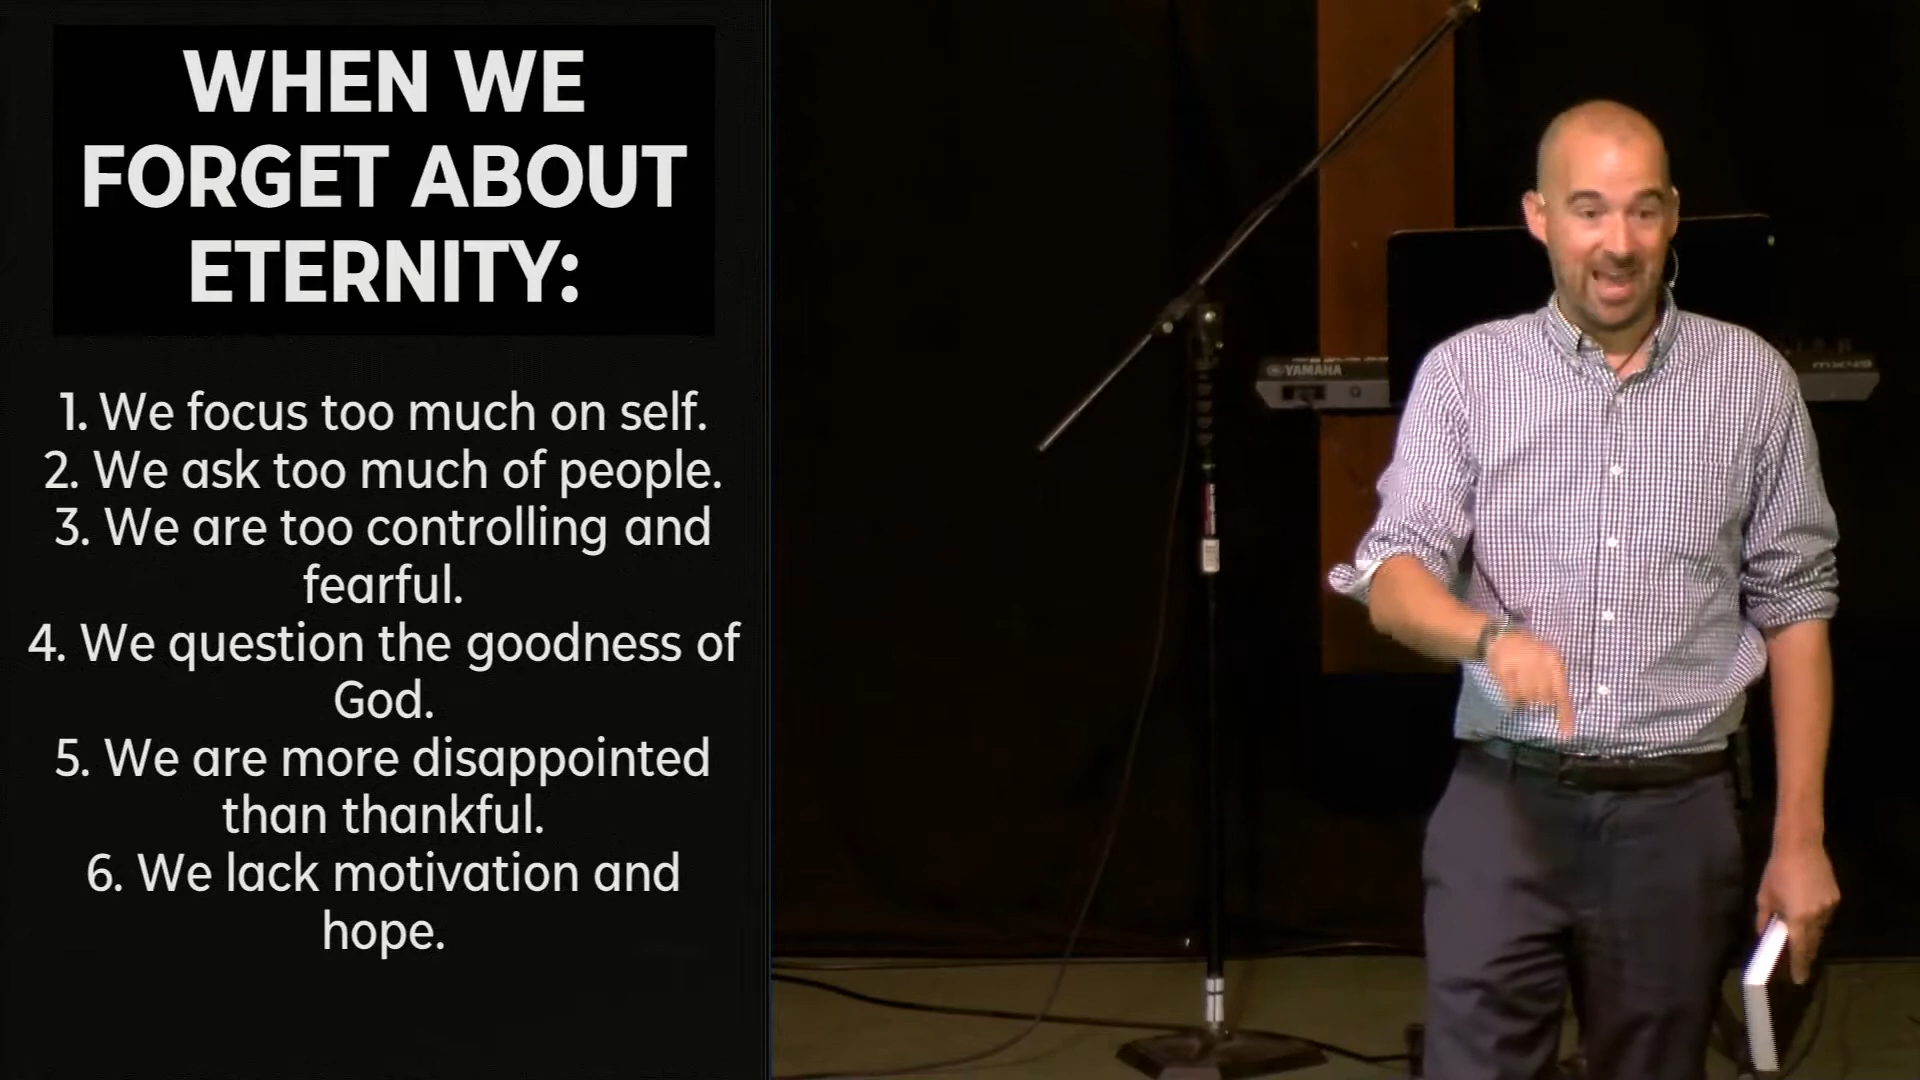 WHEN WE
FORGET ABOUT
ETERNITY:
1. We focus too much on self.
2. We ask too much of people.
3. We are too controlling and
fearful.
4. We question the goodness of
God.
5. We are more disappointed
than thankful.
6. We lack motivation and
hope.
YAMAHA
MX49